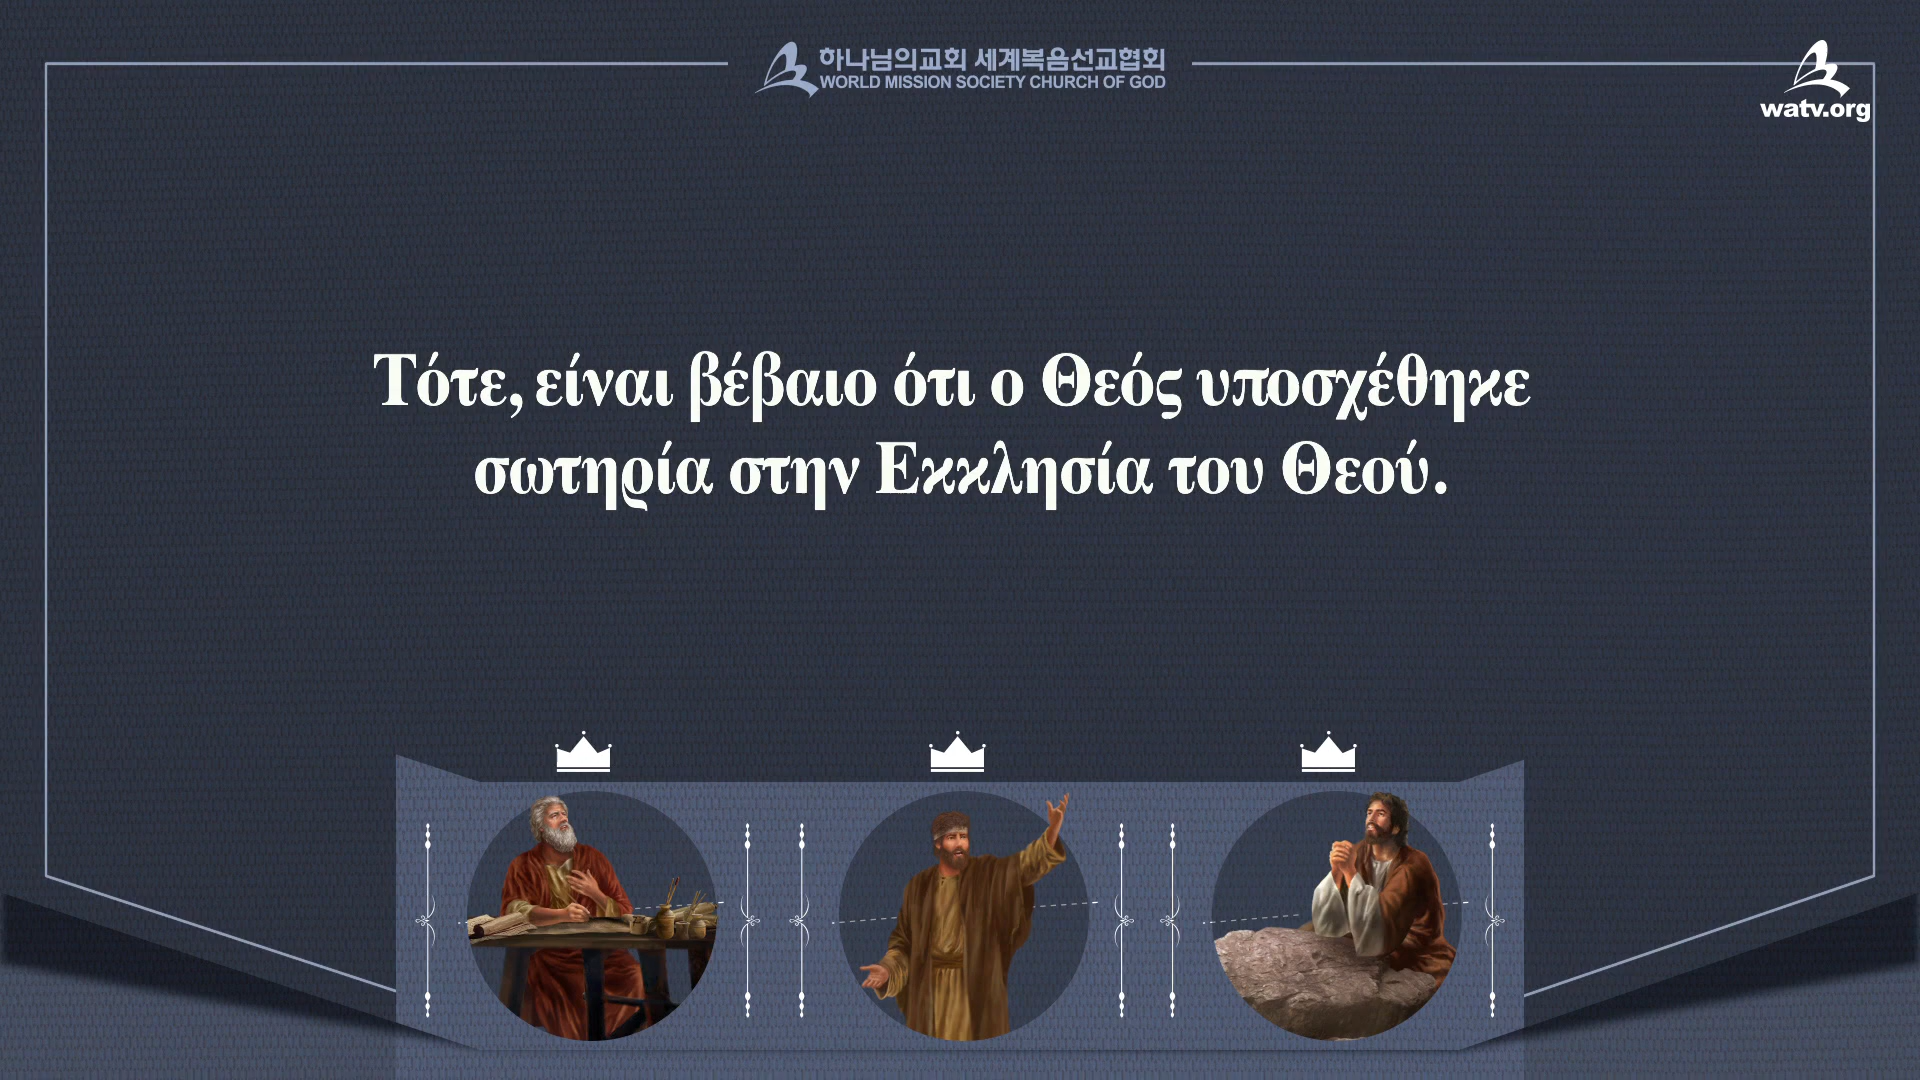 하나님의교회 세계복음선교협회
WORLD MISSION SOCIETY CHURCH OF GOD
watv.org
Τότε, είναι βέβαιο ότι ο Θεός υποσχέθηκε
σωτηρία στην Εκκλησία του Θεού.